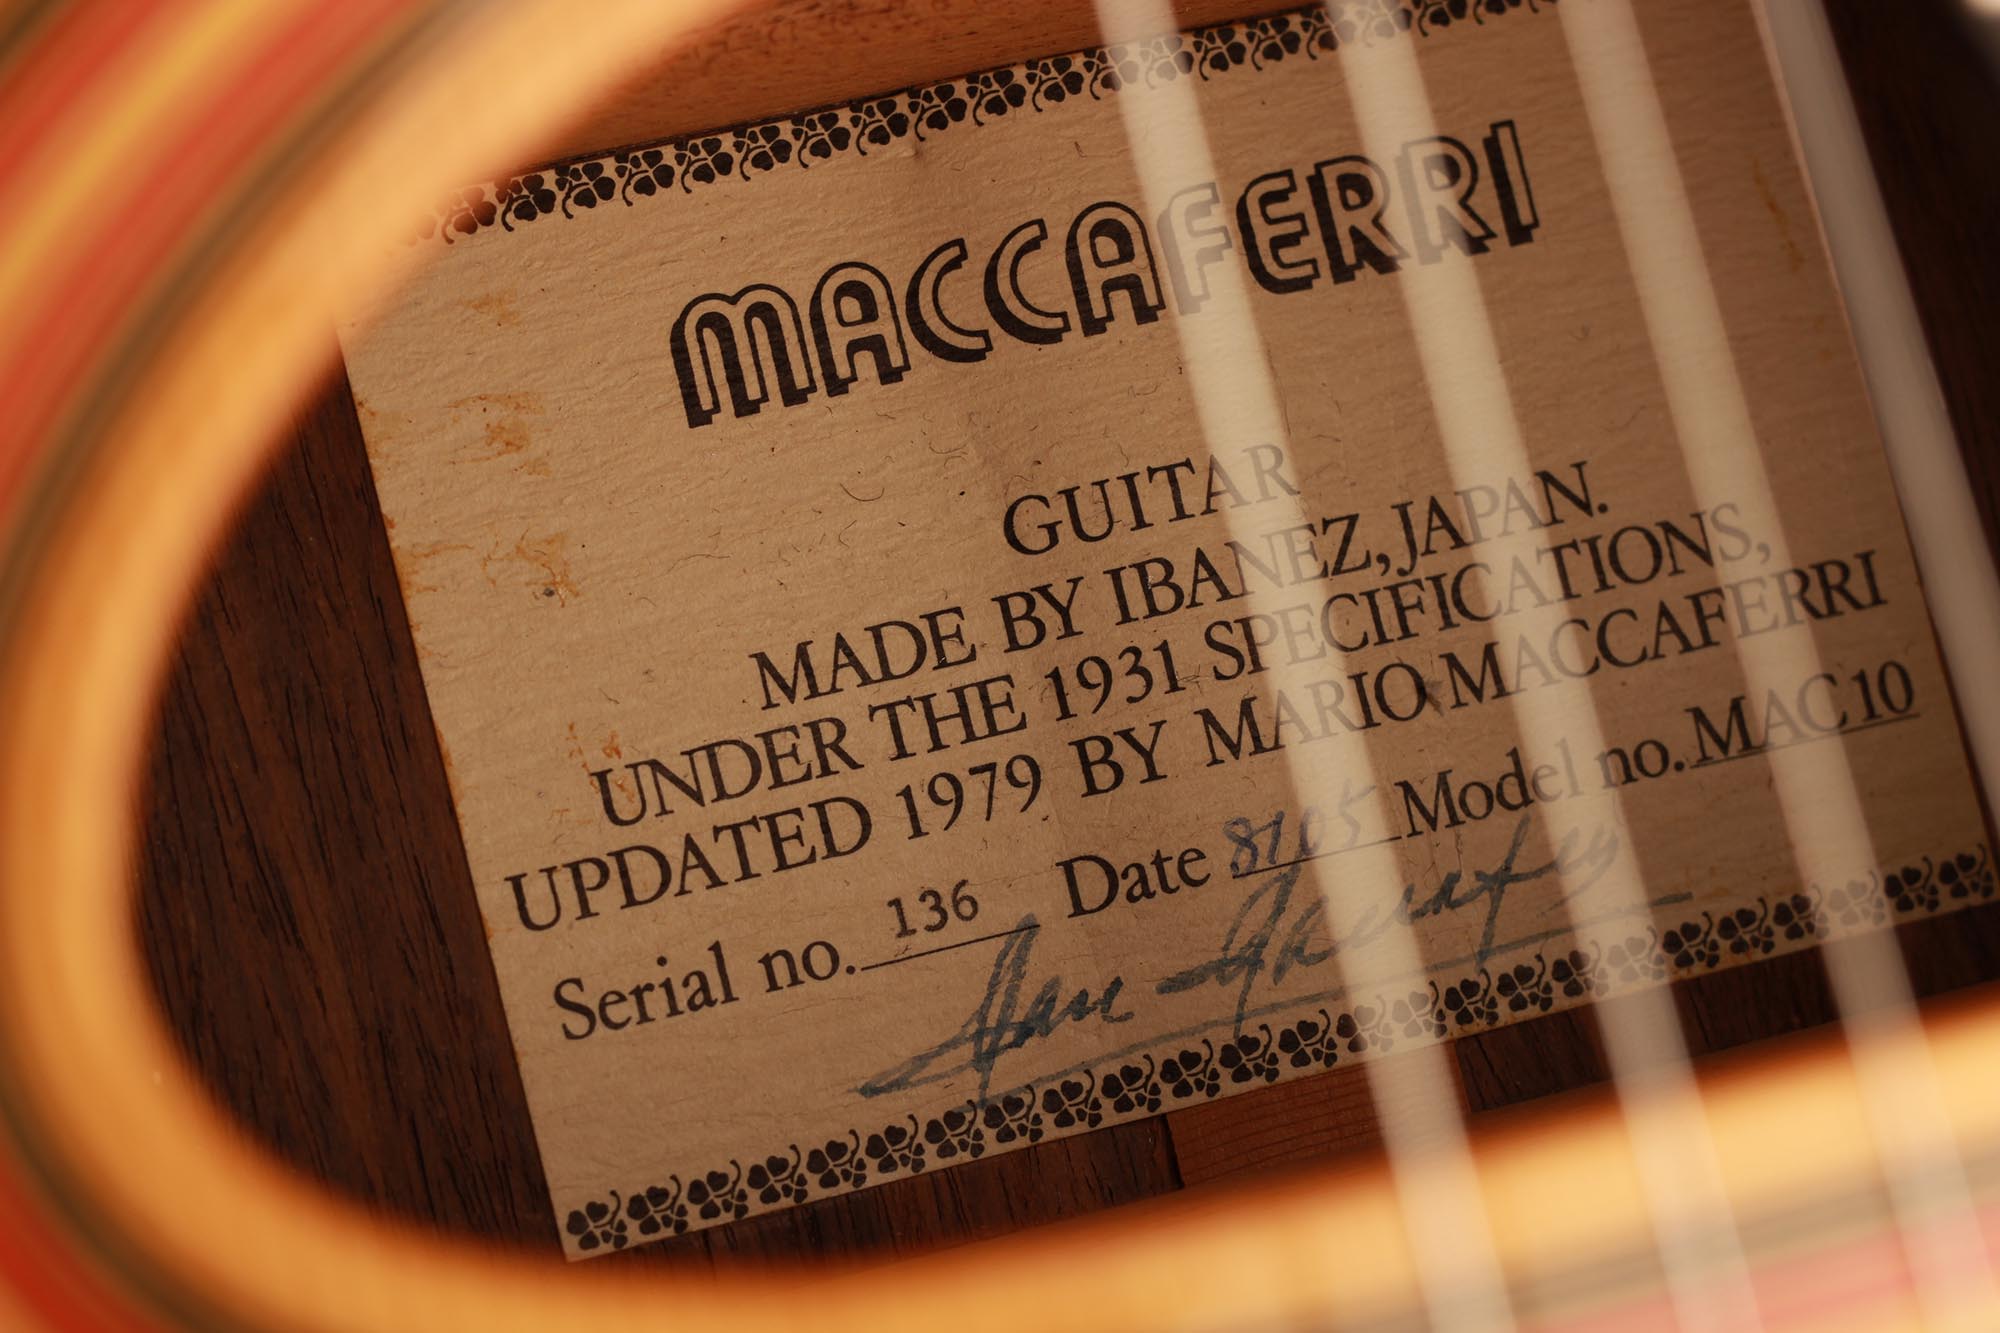 MACCAFERRI
GUITAR
MADE BY IBANEZ, JAPAN.
UNDER THE 1931 SPECIFICATIONS,
UPDATED 1979 BY MARIO MACCAFERRI
Serial no. 136 Date 8105 Model no. MAC10